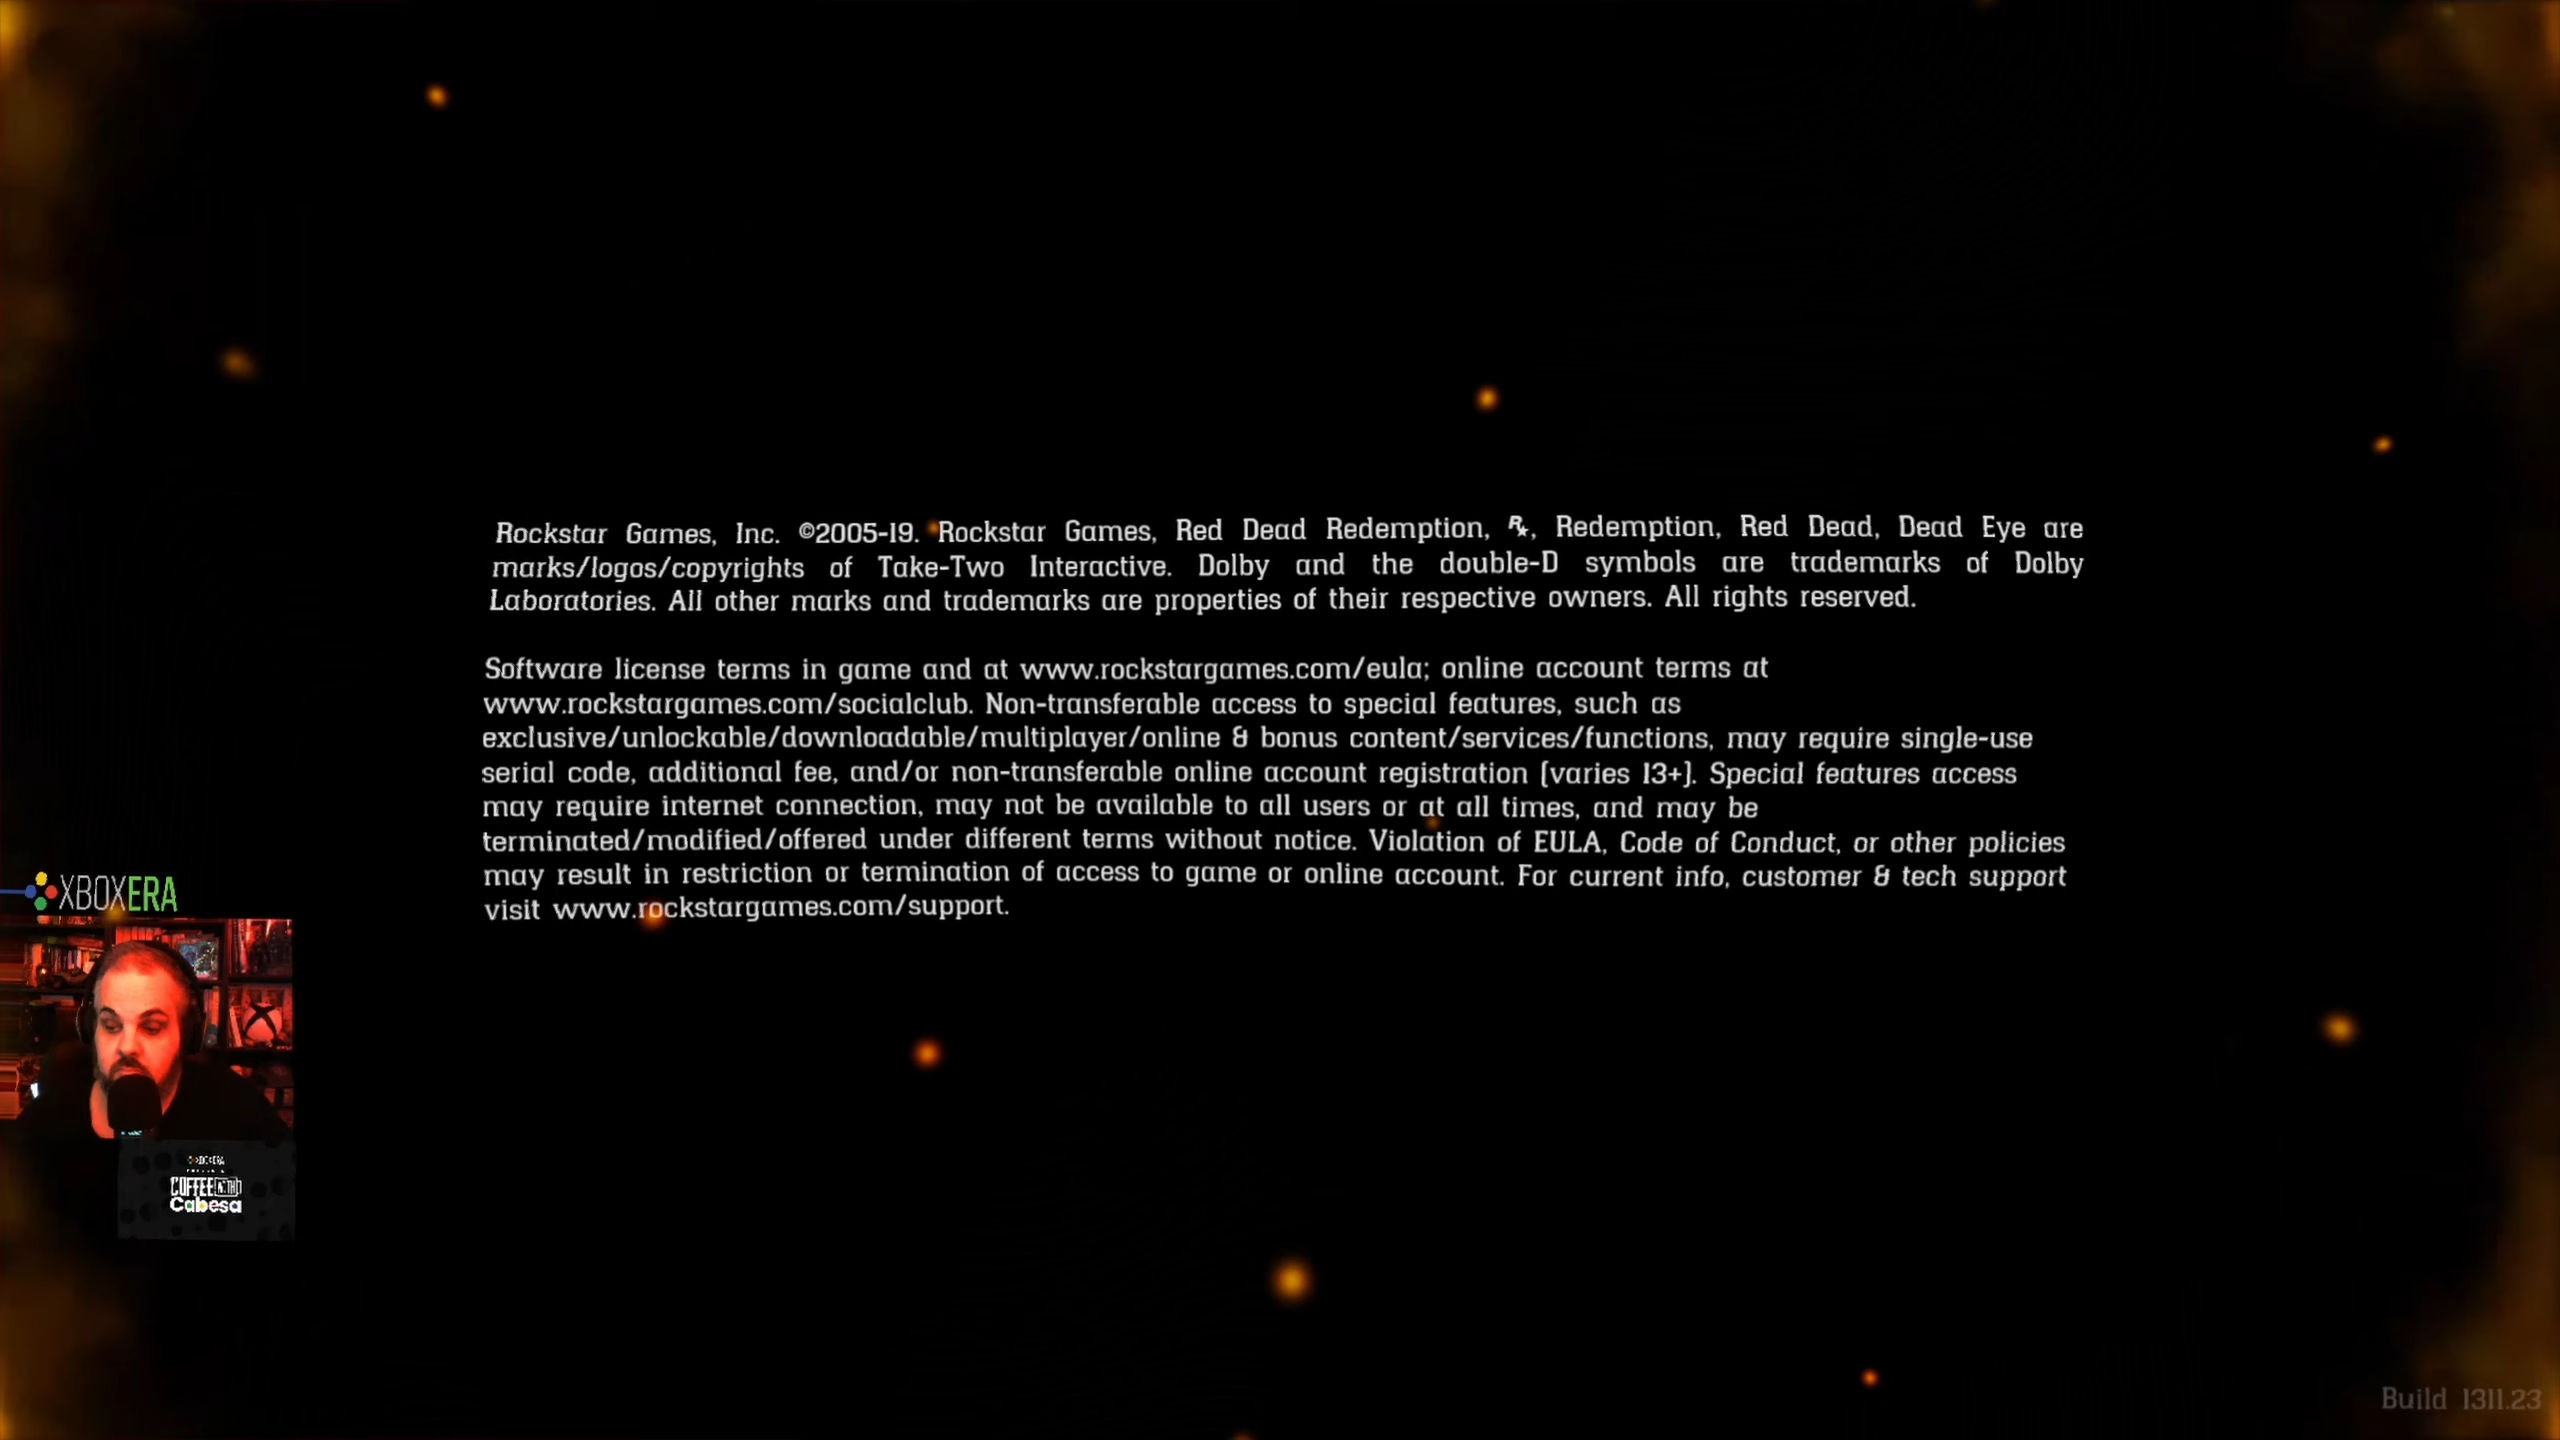 Rockstar Games, Inc. ©2005-19. Rockstar Games, Red Dead Redemption, R★, Redemption, Red Dead, Dead Eye are
marks/logos/copyrights of Take-Two Interactive. Dolby and the double-D symbols are trademarks of Dolby
Laboratories. All other marks and trademarks are properties of their respective owners. All rights reserved.
Software license terms in game and at www.rockstargames.com/eula; online account terms at
www.rockstargames.com/socialclub. Non-transferable access to special features, such as
exclusive/unlockable/downloadable/multiplayer/online & bonus content/services/functions, may require single-use
serial code, additional fee, and/or non-transferable online account registration (varies 13+). Special features access
may require internet connection, may not be available to all users or at all times, and may be
terminated/modified/offered under different terms without notice. Violation of EULA, Code of Conduct, or other policies
may result in restriction or termination of access to game or online account. For current info, customer & tech support
visit www.rockstargames.com/support.
XBOXERA
XBOXERA
COFFEE WITH
Cabesa
Build 1311.23